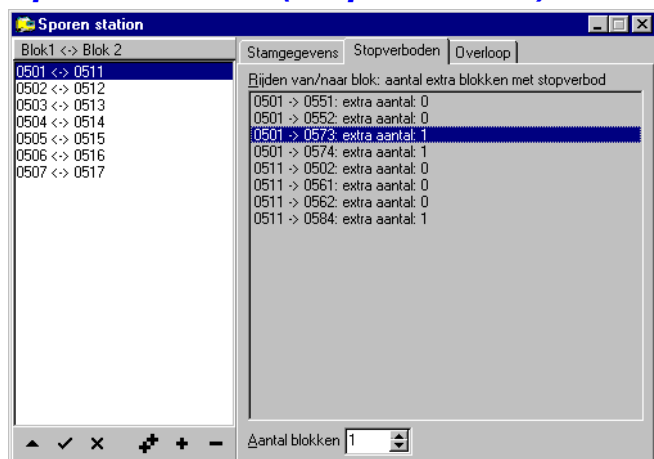 Sporen station
Blok1 <-> Blok 2
0501 <-> 0511
0502 <-> 0512
0503 <-> 0513
0504 <-> 0514
0505 <-> 0515
0506 <-> 0516
0507 <-> 0517
Stamgegevens Stopverboden Overloop
Rijden van/naar blok: aantal extra blokken met stopverbod
0501 -> 0551: extra aantal: 0
0501 -> 0552: extra aantal: 0
0501 -> 0573: extra aantal: 1
0501 -> 0574: extra aantal: 1
0511 -> 0502: extra aantal: 0
0511 -> 0561: extra aantal: 0
0511 -> 0562: extra aantal: 0
0511 -> 0584: extra aantal: 1
Aantal blokken 1